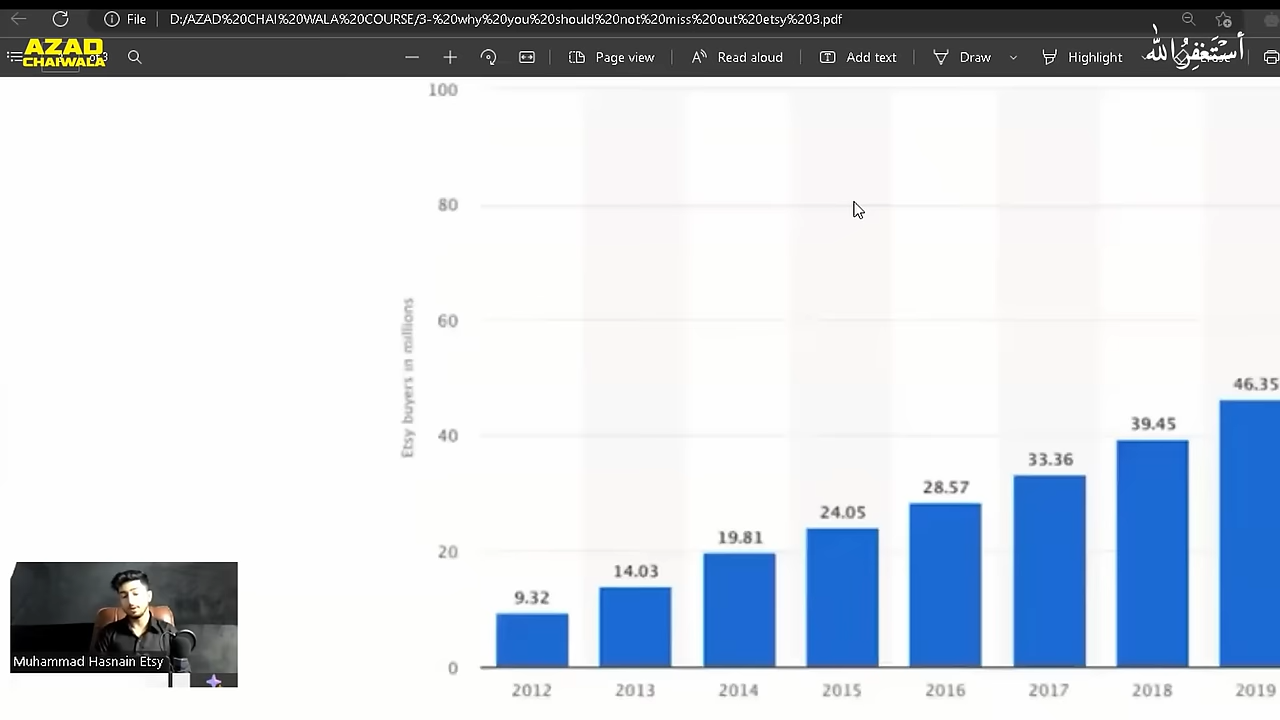 File
D:/AZAD%20CHAI%20WALA%20COURSE/3-%20why%20you%20should%20not%20miss%20out%20etsy%203.pdf
AZAD
CHAIWALA
Page view
Read aloud
Add text
Draw
Highlight
أستغفر الله
100
80
60
40
20
0
Etsy buyers in millions
9.32
14.03
19.81
24.05
28.57
33.36
39.45
46.35
2012
2013
2014
2015
2016
2017
2018
2019
Muhammad Hasnain Etsy